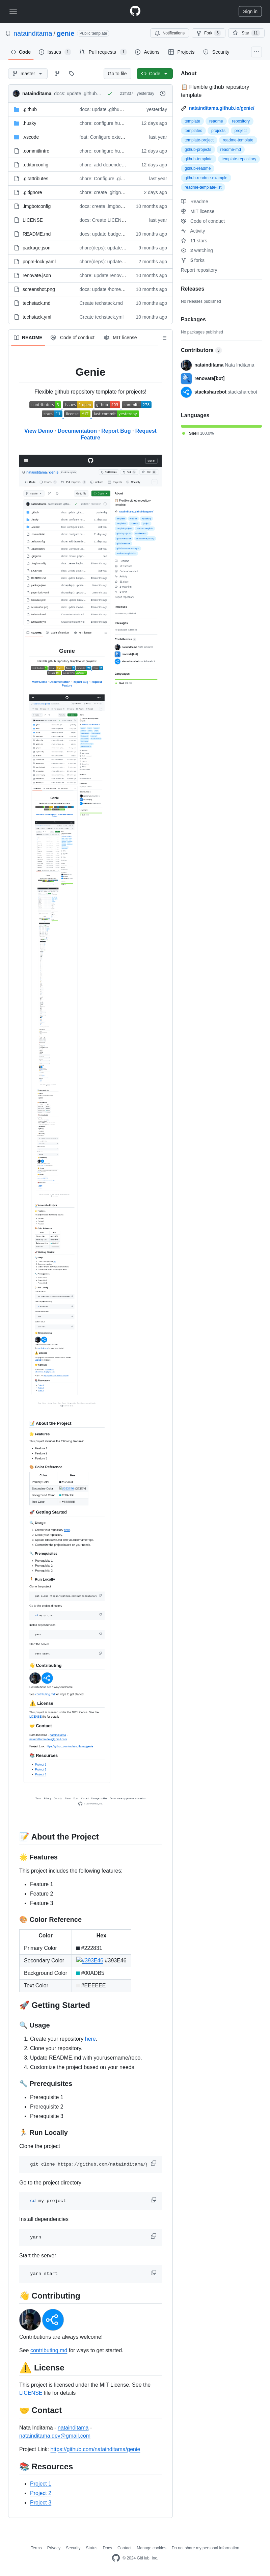 Sign in
natainditama / genie
Public template
Notifications
Fork 5
Star 11
Code
Issues 1
Pull requests 1
Actions
Projects
Security
master
Go to file
Code
natainditama docs: update .github…
21ff2f7 · yesterday
.github docs: update .githu… yesterday
.husky chore: configure hu… 12 days ago
.vscode feat: Configure exte… last year
.commitlintrc chore: configure hu… 12 days ago
.editorconfig chore: add depende… 12 days ago
.gitattributes chore: Configure .gi… last year
.gitignore chore: create .gitign… 2 days ago
.imgbotconfig docs: create .imgbo… 10 months ago
LICENSE docs: Create LICEN… last year
README.md docs: update badge… 10 months ago
package.json chore(deps): update… 9 months ago
pnpm-lock.yaml chore(deps): update… 2 months ago
renovate.json chore: update renov… 10 months ago
screenshot.png docs: update /home… 10 months ago
techstack.md Create techstack.md 10 months ago
techstack.yml Create techstack.yml 10 months ago
README
Code of conduct
MIT license
Genie
Flexible github repository template for projects!
View Demo · Documentation · Report Bug · Request
Feature
📝 About the Project
🌟 Features
This project includes the following features:
Feature 1
Feature 2
Feature 3
🎨 Color Reference
Color Hex
Primary Color #222831
Secondary Color #393E46 #393E46
Background Color #00ADB5
Text Color #EEEEEE
🚀 Getting Started
🔍 Usage
1. Create your repository here.
2. Clone your repository.
3. Update README.md with yourusername/repo.
4. Customize the project based on your needs.
🔧 Prerequisites
Prerequisite 1
Prerequisite 2
Prerequisite 3
🏃 Run Locally
Clone the project
git clone https://github.com/natainditama/g
Go to the project directory
cd my-project
Install dependencies
yarn
Start the server
yarn start
👋 Contributing
Contributions are always welcome!
See contributing.md for ways to get started.
⚠️ License
This project is licensed under the MIT License. See the
LICENSE file for details
🤝 Contact
Nata Inditama - natainditama -
natainditama.dev@gmail.com
Project Link: https://github.com/natainditama/genie
📚 Resources
Project 1
Project 2
Project 3
About
📋 Flexible github repository
template
natainditama.github.io/genie/
template readme repository
templates projects project
template-project readme-template
github-projects readme-md
github-template template-repository
github-readme
github-readme-example
readme-template-list
Readme
MIT license
Code of conduct
Activity
11 stars
2 watching
5 forks
Report repository
Releases
No releases published
Packages
No packages published
Contributors 3
natainditama Nata Inditama
renovate[bot]
stacksharebot stacksharebot
Languages
Shell 100.0%
Terms Privacy Security Status Docs Contact Manage cookies Do not share my personal information
© 2024 GitHub, Inc.